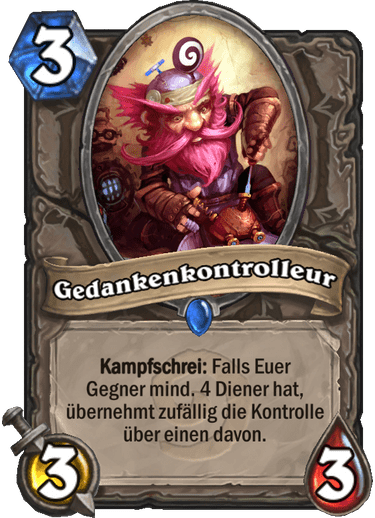 3
Gedankenkontrolleur
Kampfschrei: Falls Euer
Gegner mind. 4 Diener hat,
übernehmt zufällig die Kontrolle
über einen davon.
3
3